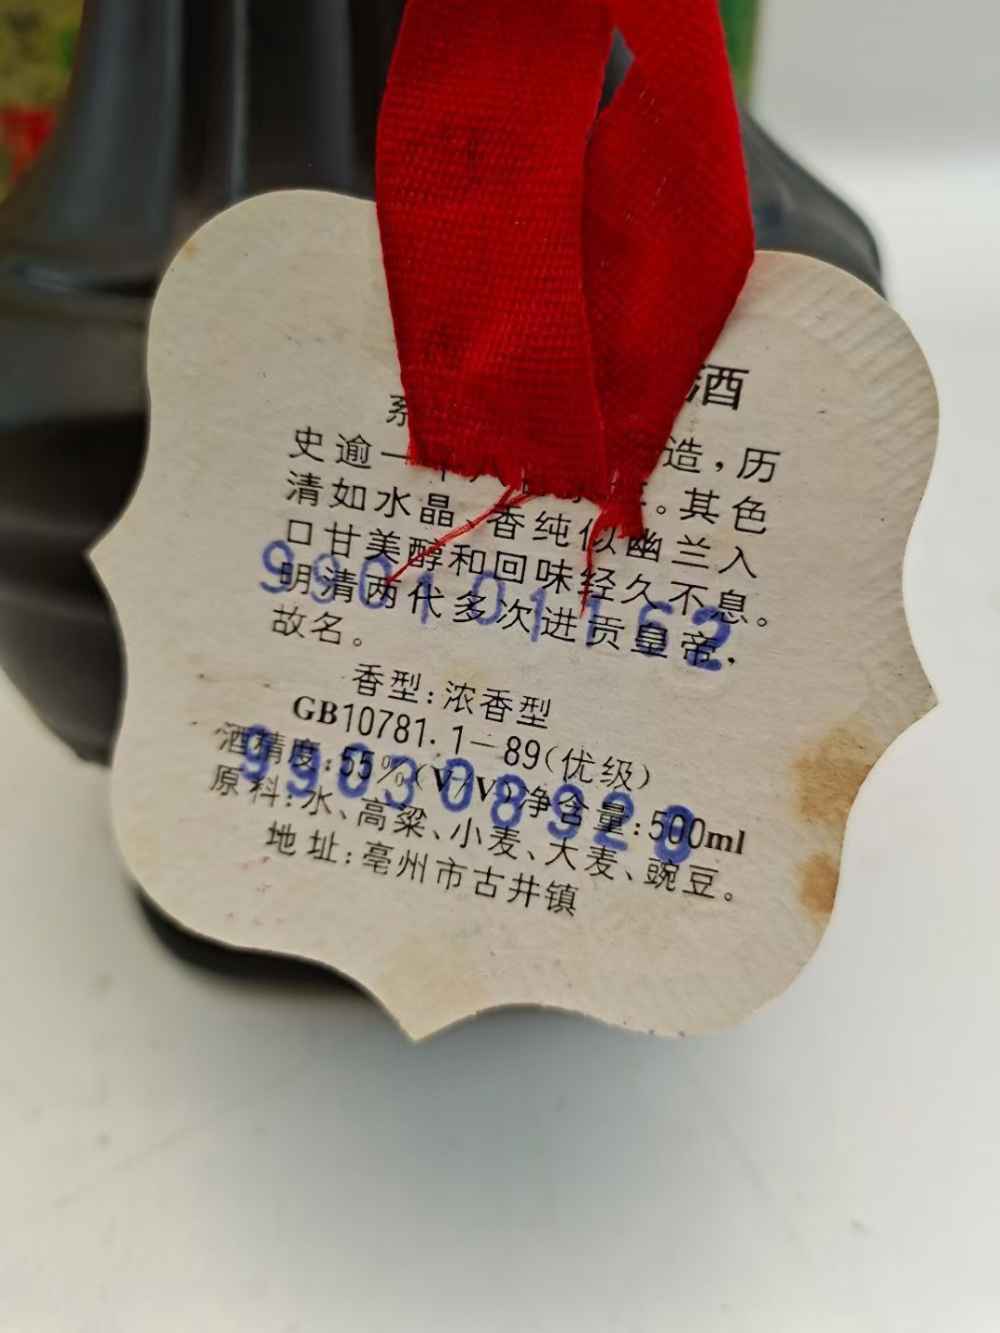 酒
系
史逾一千八百 造,历
。其色
清如水晶、香纯似幽兰入
口甘美醇和回味经久不息。
明清两代多次进贡皇帝.
故名。
990101162
香型:浓香型
GB10781.1-89(优级)
酒精度:55%(V/V)净含量:500ml
990308920
原料:水、高粱、小麦、大麦、豌豆。
地址:亳州市古井镇